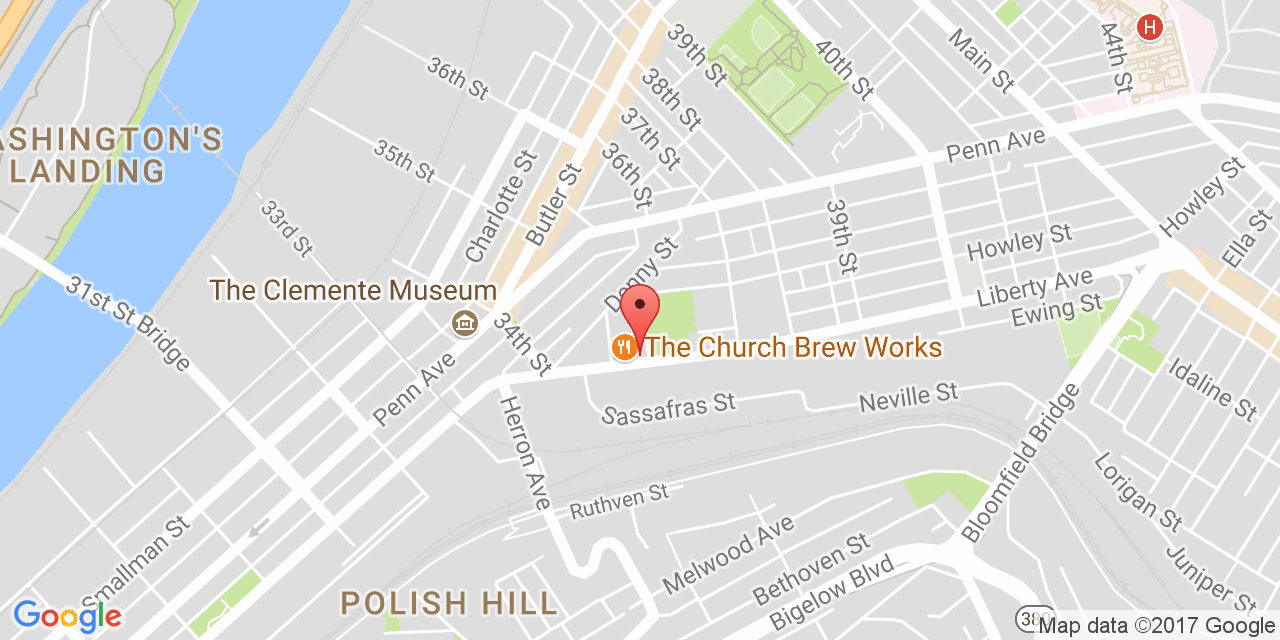 39th St
40th St
Main St
44th St
H
36th St
38th St
37th St
36th St
Penn Ave
ASHINGTON'S
LANDING
35th St
Charlotte St
Butler St
33rd St
Howley St
Ella St
39th St
Howley St
Denny St
Liberty Ave
Ewing St
The Clemente Museum
31st St Bridge
34th St
The Church Brew Works
Penn Ave
Sassafras St
Neville St
Idaline St
Herron Ave
Bloomfield Bridge
Lorigan St
Ruthven St
Melwood Ave
Bethoven St
Bigelow Blvd
Juniper St
Smallman St
POLISH HILL
Google
Map data ©2017 Google